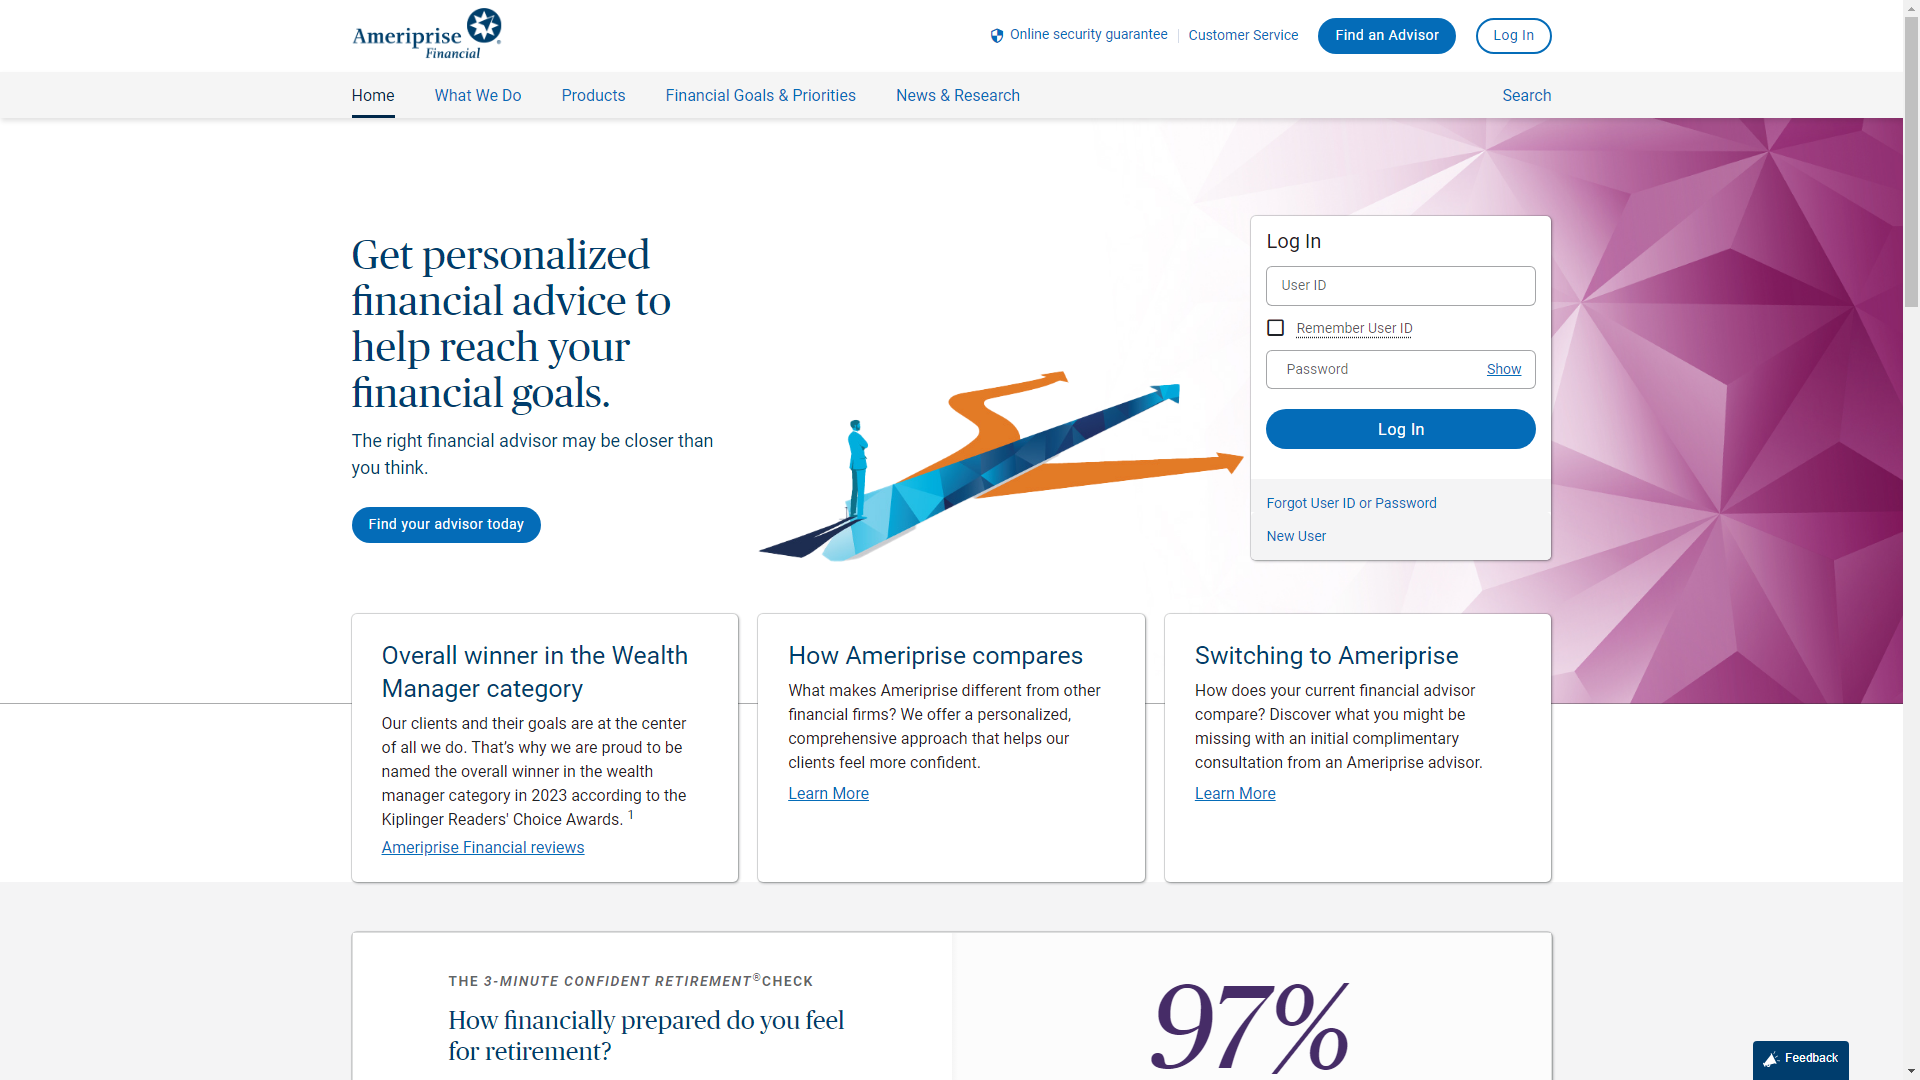 Ameriprise
Financial
Online security guarantee
Customer Service
Find an Advisor
Log In
Home
What We Do
Products
Financial Goals & Priorities
News & Research
Search
Get personalized
financial advice to
help reach your
financial goals.
The right financial advisor may be closer than
you think.
Find your advisor today
Log In
User ID
Remember User ID
Password
Show
Log In
Forgot User ID or Password
New User
Overall winner in the Wealth
Manager category
Our clients and their goals are at the center
of all we do. That's why we are proud to be
named the overall winner in the wealth
manager category in 2023 according to the
Kiplinger Readers' Choice Awards. 1
Ameriprise Financial reviews
How Ameriprise compares
What makes Ameriprise different from other
financial firms? We offer a personalized,
comprehensive approach that helps our
clients feel more confident.
Learn More
Switching to Ameriprise
How does your current financial advisor
compare? Discover what you might be
missing with an initial complimentary
consultation from an Ameriprise advisor.
Learn More
THE 3-MINUTE CONFIDENT RETIREMENT®CHECK
How financially prepared do you feel
for retirement?
97%
Feedback